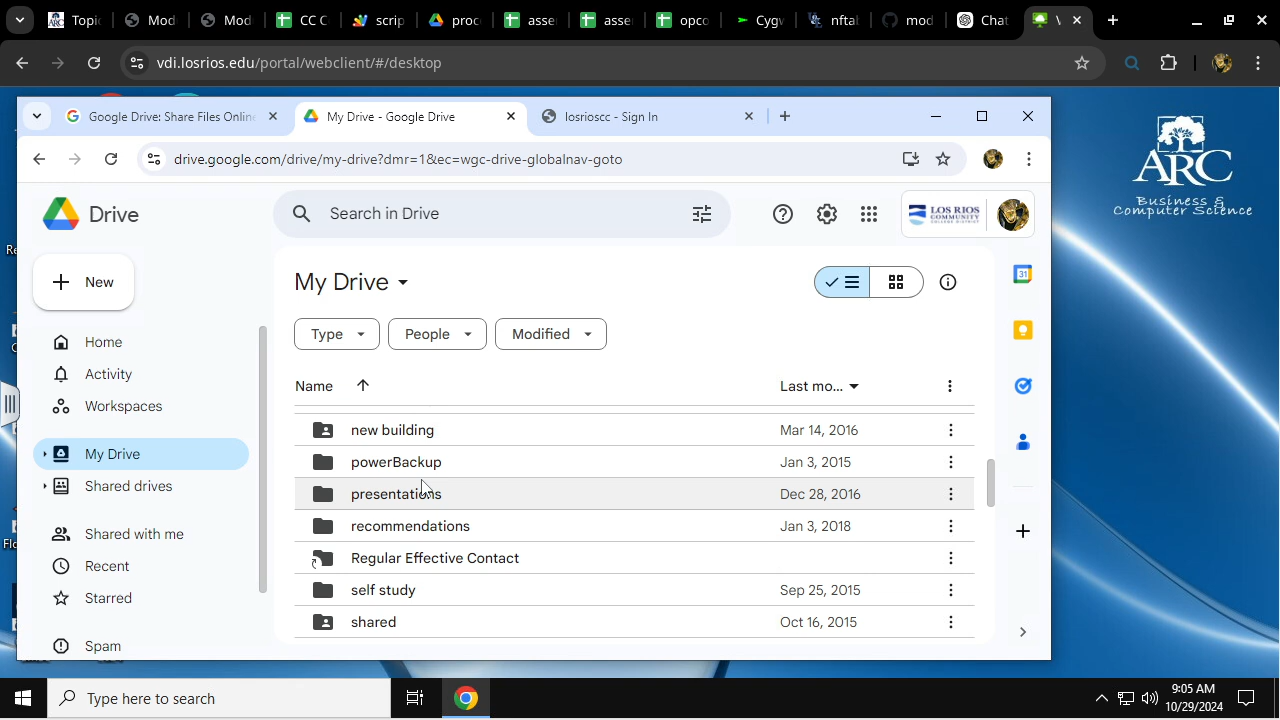 Topic
Mod
Mod
CC C
scrip
proc
asse
asse
opco
Cygv
nftab
mod
Chat
vdi.losrios.edu/portal/webclient/#/desktop
Google Drive: Share Files Online
My Drive - Google Drive
losrioscc - Sign In
drive.google.com/drive/my-drive?dmr=1&ec=wgc-drive-globalnav-goto
ARC
Business &
Computer Science
Drive
Search in Drive
LOS RIOS
COMMUNITY
COLLEGE DISTRICT
New
My Drive
31
Type
People
Modified
Home
Activity
Workspaces
My Drive
Shared drives
Shared with me
Recent
Starred
Spam
Name
Last mo...
new building
Mar 14, 2016
powerBackup
Jan 3, 2015
presentations
Dec 28, 2016
recommendations
Jan 3, 2018
Regular Effective Contact
self study
Sep 25, 2015
shared
Oct 16, 2015
Type here to search
9:05 AM
10/29/2024